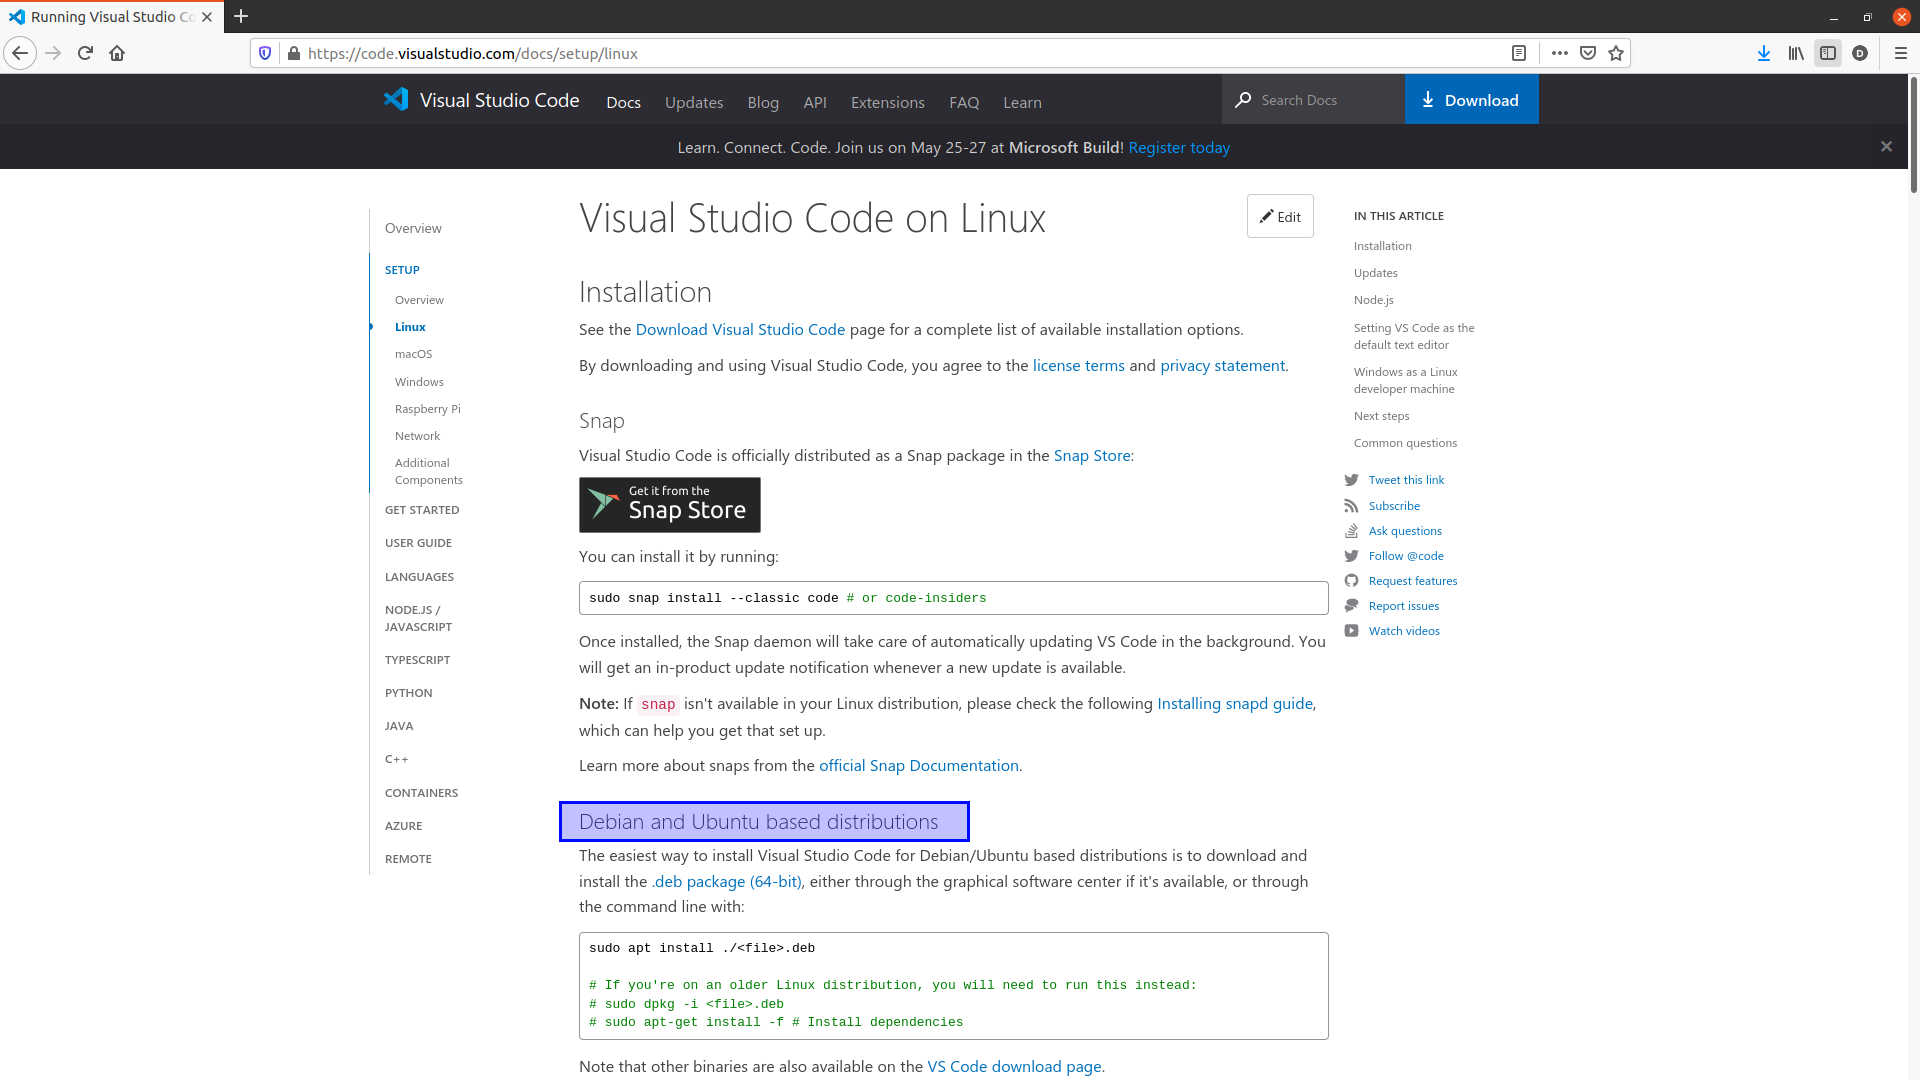 Running Visual Studio Co
https://code.visualstudio.com/docs/setup/linux
D
Visual Studio Code
Docs
Updates
Blog
API
Extensions
FAQ
Learn
Search Docs
Download
Learn. Connect. Code. Join us on May 25-27 at Microsoft Build! Register today
Overview
SETUP
Overview
Linux
macOS
Windows
Raspberry Pi
Network
Additional
Components
GET STARTED
USER GUIDE
LANGUAGES
NODE.JS /
JAVASCRIPT
TYPESCRIPT
PYTHON
JAVA
C++
CONTAINERS
AZURE
REMOTE
Visual Studio Code on Linux
Edit
Installation
See the Download Visual Studio Code page for a complete list of available installation options.
By downloading and using Visual Studio Code, you agree to the license terms and privacy statement.
Snap
Visual Studio Code is officially distributed as a Snap package in the Snap Store:
Get it from the
Snap Store
You can install it by running:
sudo snap install --classic code # or code-insiders
Once installed, the Snap daemon will take care of automatically updating VS Code in the background. You
will get an in-product update notification whenever a new update is available.
Note: If snap isn't available in your Linux distribution, please check the following Installing snapd guide,
which can help you get that set up.
Learn more about snaps from the official Snap Documentation.
Debian and Ubuntu based distributions
The easiest way to install Visual Studio Code for Debian/Ubuntu based distributions is to download and
install the .deb package (64-bit), either through the graphical software center if it's available, or through
the command line with:
sudo apt install ./<file>.deb
# If you're on an older Linux distribution, you will need to run this instead:
# sudo dpkg -i <file>.deb
# sudo apt-get install -f # Install dependencies
Note that other binaries are also available on the VS Code download page.
IN THIS ARTICLE
Installation
Updates
Node.js
Setting VS Code as the
default text editor
Windows as a Linux
developer machine
Next steps
Common questions
Tweet this link
Subscribe
Ask questions
Follow @code
Request features
Report issues
Watch videos